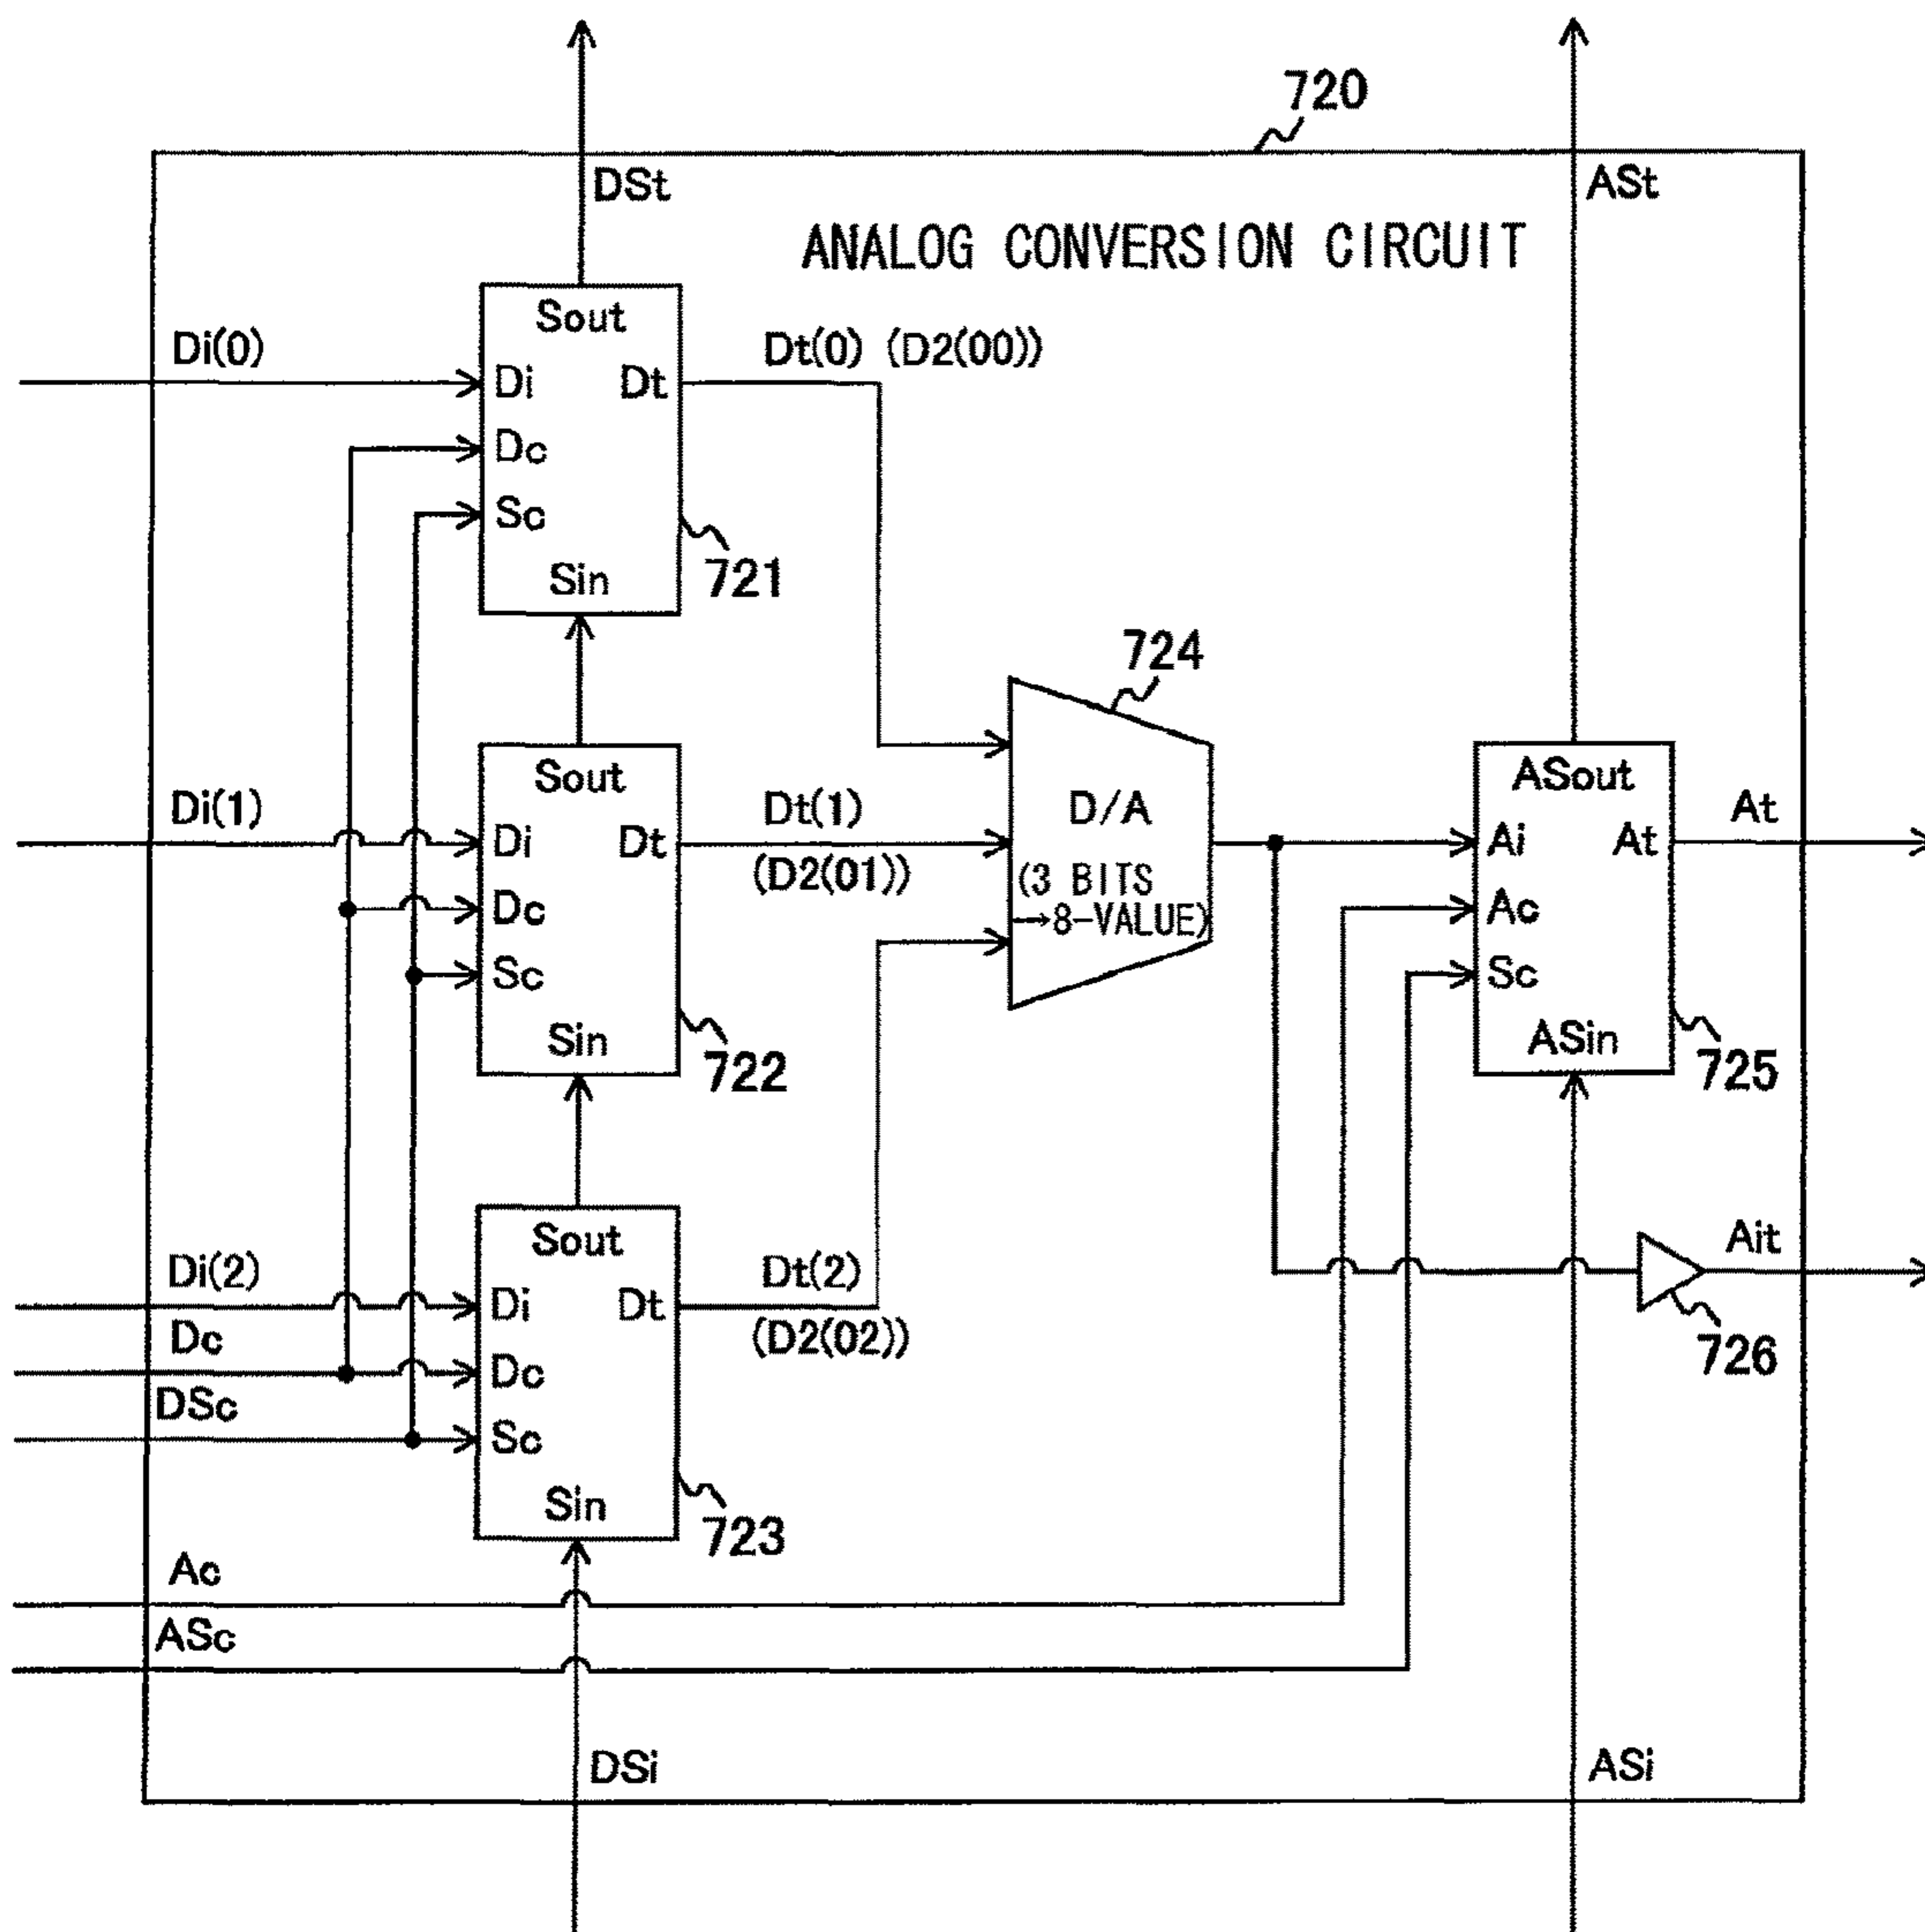 720
DSt
ASt
ANALOG CONVERSION CIRCUIT
Sout
Di(0)
Dt(0) (D2(00))
Di
Dt
Dc
Sc
Sin
721
724
Sout
ASout
Di(1)
Dt(1)
D/A
At
Di
Dt
(D2(01))
(3 BITS
→8-VALUE)
Ai
At
Dc
Ac
Sc
Sc
Sin
ASin
722
725
Sout
Di(2)
Dt(2)
Ait
Di
Dt
(D2(02))
Dc
Dc
726
DSc
Sc
Sin
723
Ac
ASc
DSi
ASi